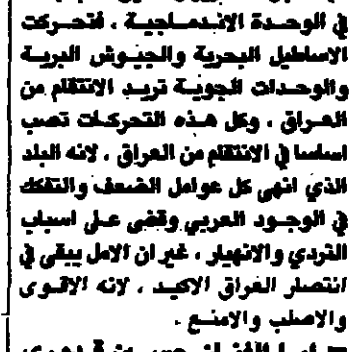 في الوحدة الاندماجية ، فتحركت
الاساطيل البحرية والجيوش البرية
والوحدات الجوية تريد الانتقام من
العراق ، وكل هذه التحركات تصب
اساسا في الانتقام من العراق ، لانه البلد
الذي انهى كل عوامل الضعف والتفكك
في الوجود العربي وقضى على اسباب
التردي والانهيار ، غير ان الامل يبقى في
انتصار العراق الاكيد ، لانه الاقوى
والاصلب والامنع .